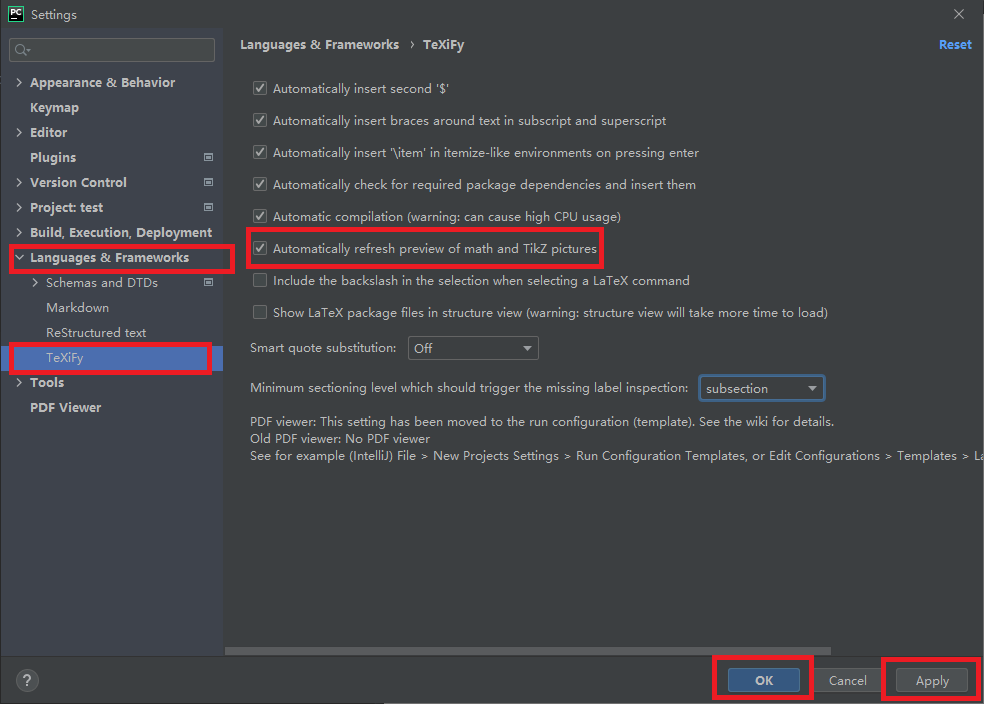 PC Settings
Languages & Frameworks › TeXiFy Reset
Appearance & Behavior
Keymap
Editor
Plugins
Version Control
Project: test
Build, Execution, Deployment
Languages & Frameworks
Schemas and DTDs
Markdown
ReStructured text
TeXiFy
Tools
PDF Viewer
Automatically insert second '$'
Automatically insert braces around text in subscript and superscript
Automatically insert '\item' in itemize-like environments on pressing enter
Automatically check for required package dependencies and insert them
Automatic compilation (warning: can cause high CPU usage)
Automatically refresh preview of math and TikZ pictures
Include the backslash in the selection when selecting a LaTeX command
Show LaTeX package files in structure view (warning: structure view will take more time to load)
Smart quote substitution: Off
Minimum sectioning level which should trigger the missing label inspection: subsection
PDF viewer: This setting has been moved to the run configuration (template). See the wiki for details.
Old PDF viewer: No PDF viewer
See for example (IntelliJ) File > New Projects Settings > Run Configuration Templates, or Edit Configurations > Templates >
? OK Cancel Apply